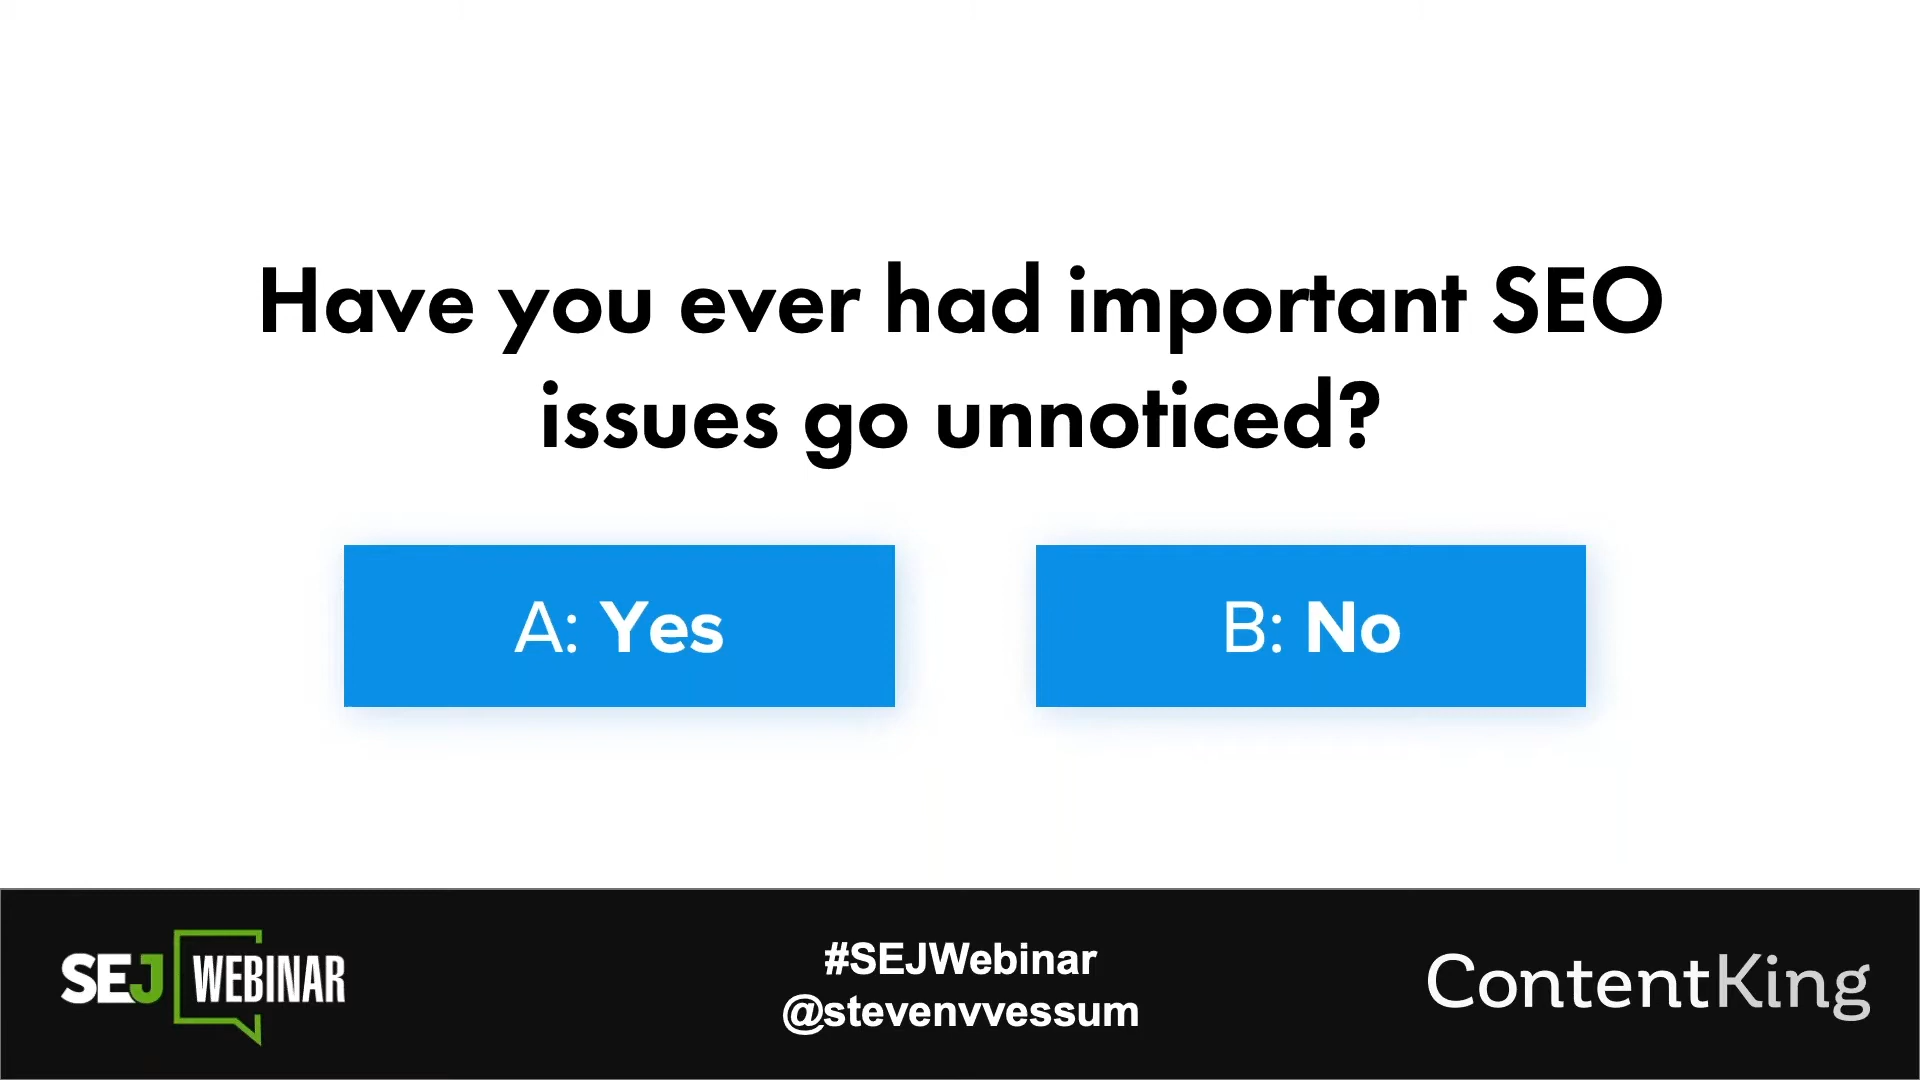 Have you ever had important SEO
issues go unnoticed?
A: Yes
B: No
SEJ WEBINAR
#SEJWebinar
@stevenvvessum
ContentKing